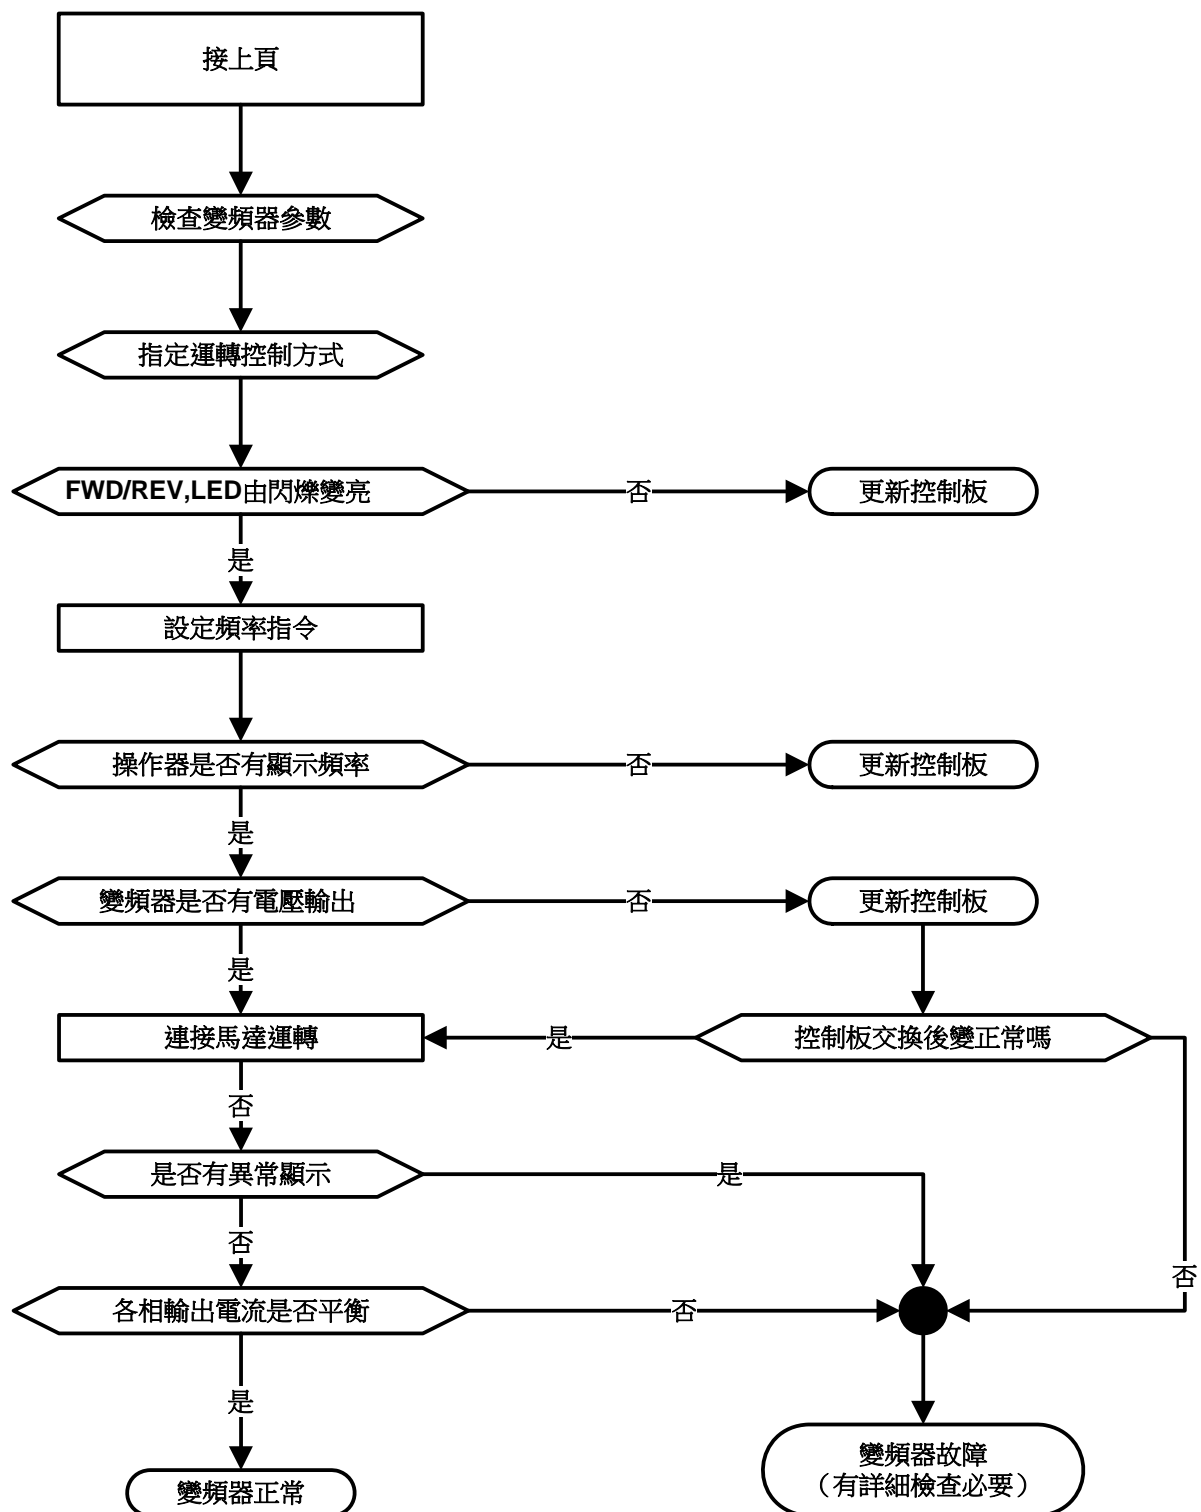 接上頁
檢查變頻器參數
指定運轉控制方式
FWD/REV,LED由閃爍變亮
否
更新控制板
是
設定頻率指令
操作器是否有顯示頻率
否
更新控制板
是
變頻器是否有電壓輸出
否
更新控制板
是
連接馬達運轉
是
控制板交換後變正常嗎
否
是否有異常顯示
是
否
否
各相輸出電流是否平衡
否
是
變頻器故障
（有詳細檢查必要）
變頻器正常